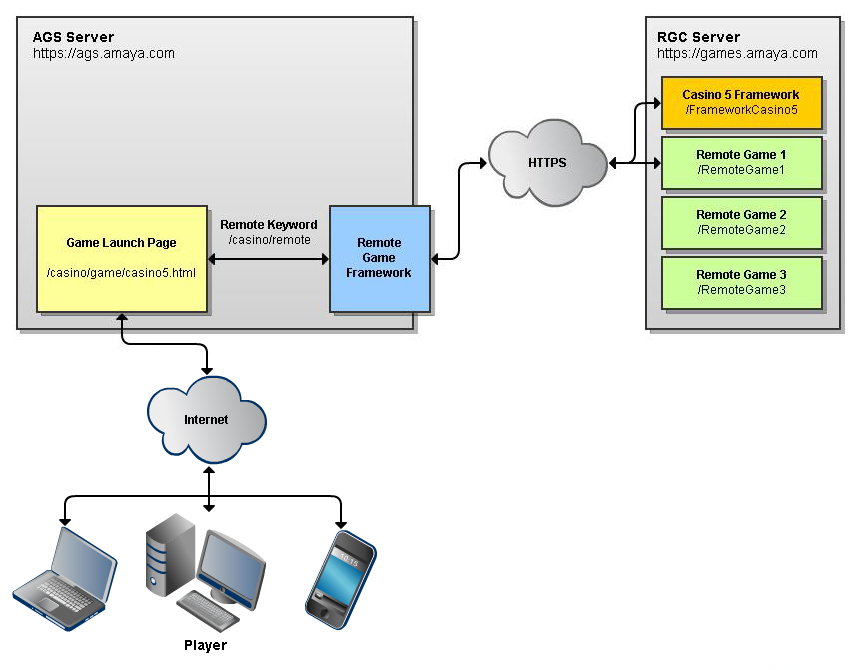 AGS Server
https://ags.amaya.com
RGC Server
https://games.amaya.com
Casino 5 Framework
/FrameworkCasino5
HTTPS
Remote Game 1
/RemoteGame1
Remote Game 2
/RemoteGame2
Remote Game 3
/RemoteGame3
Game Launch Page
/casino/game/casino5.html
Remote Keyword
/casino/remote
Remote
Game
Framework
Internet
10:15
Player